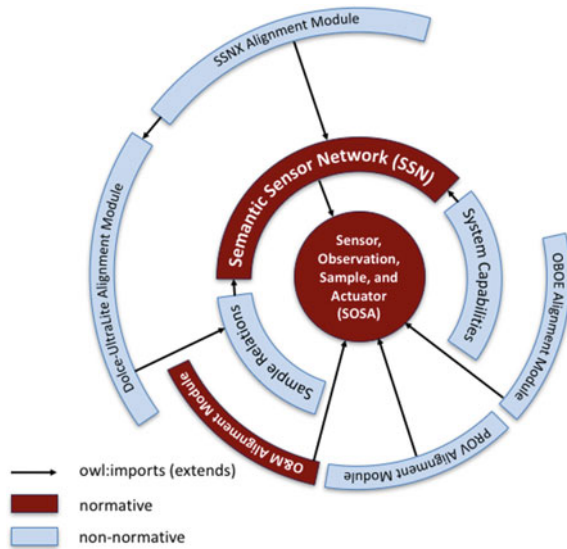 SSNX Alignment Module
Semantic Sensor Network (SSN)
Dolce-UltraLite Alignment Module
System Capabilities
OBOE Alignment Module
Sensor,
Observation,
Sample, and
Actuator
(SOSA)
Sample Relations
O&M Alignment Module
PROV Alignment Module
owl:imports (extends)
normative
non-normative